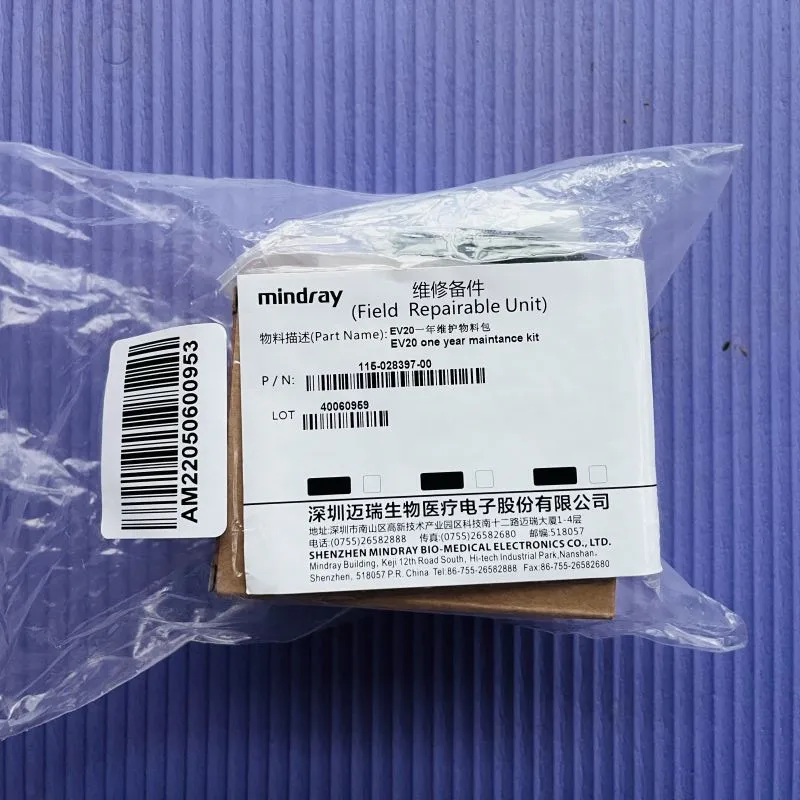 mindray
维修备件
(Field Repairable Unit)
物料描述(Part Name): EV20一年维护物料包
EV20 one year maintance kit
115-028397-00
P/N:
40060959
LOT
深圳迈瑞生物医疗电子股份有限公司
地址:深圳市南山区高新技术产业园区科技南十二路迈瑞大厦1-4层
电话:(0755)26582888 传真:(0755)26582680 邮编:518057
SHENZHEN MINDRAY BIO-MEDICAL ELECTRONICS CO., LTD.
Mindray Building, Keji 12th Road South, Hi-tech Industrial Park,Nanshan,
Shenzhen, 518057 P.R. China Tel:86-755-26582888 Fax:86-755-26582680
AM22050600953